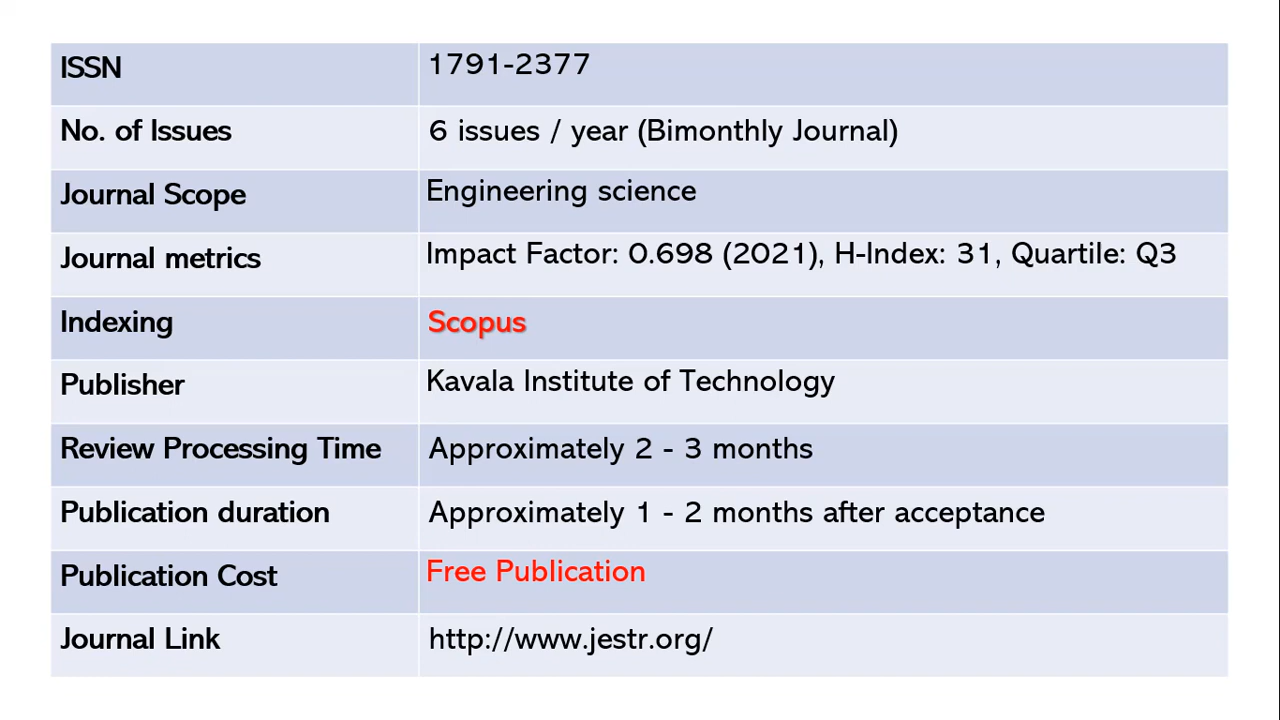 ISSN 1791-2377
No. of Issues 6 issues / year (Bimonthly Journal)
Journal Scope Engineering science
Journal metrics Impact Factor: 0.698 (2021), H-Index: 31, Quartile: Q3
Indexing Scopus
Publisher Kavala Institute of Technology
Review Processing Time Approximately 2 - 3 months
Publication duration Approximately 1 - 2 months after acceptance
Publication Cost Free Publication
Journal Link http://www.jestr.org/